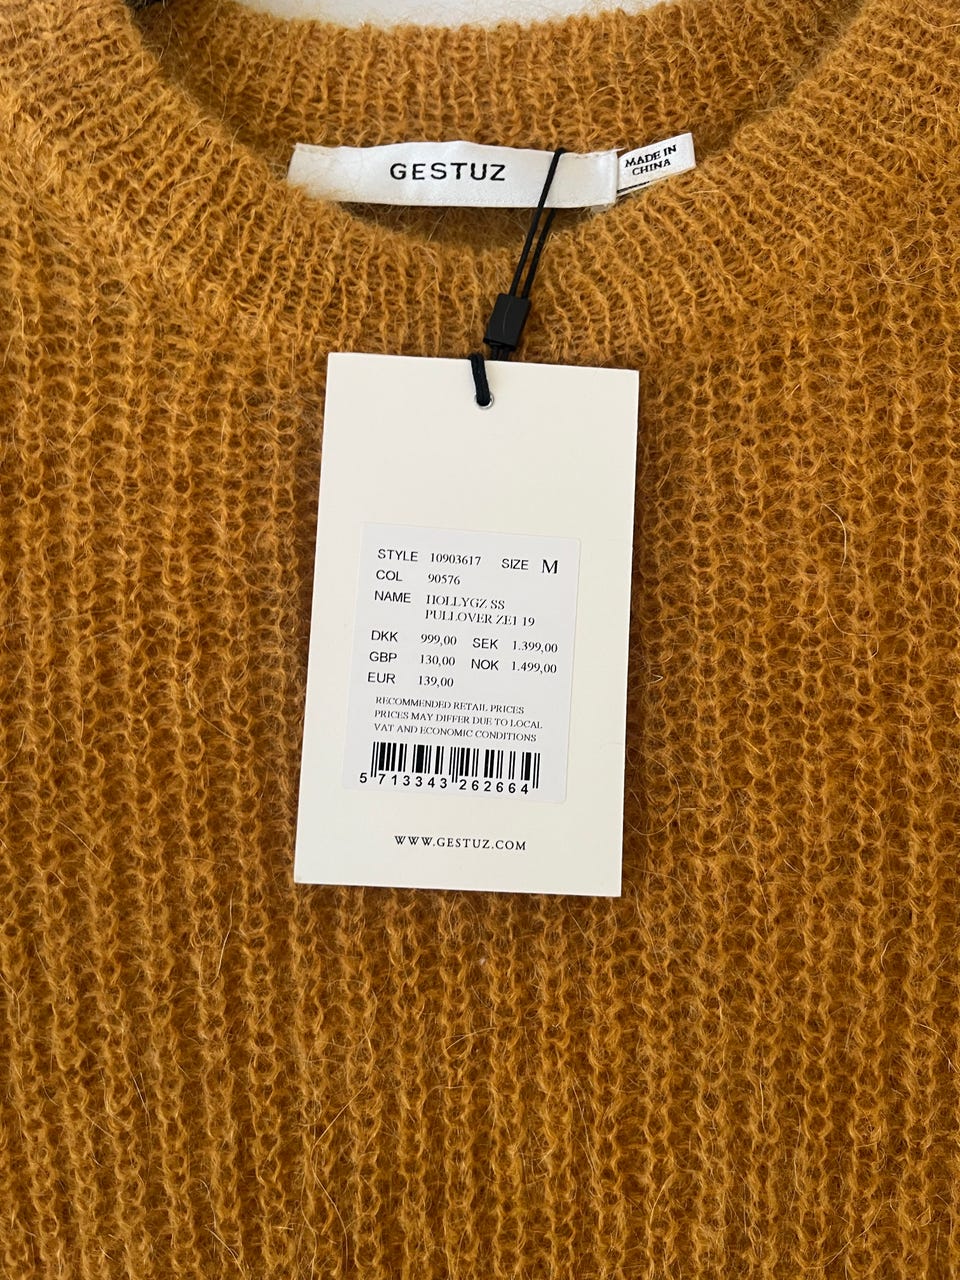 GESTUZ
MADE IN
CHINA
STYLE 10903617 SIZE M
COL 90576
NAME HOLLYGZ SS
PULLOVER ZE1 19
DKK 999,00 SEK 1.399,00
GBP 130,00 NOK 1.499,00
EUR 139,00
RECOMMENDED RETAIL PRICES
PRICES MAY DIFFER DUE TO LOCAL
VAT AND ECONOMIC CONDITIONS
5 713343 262664
WWW.GESTUZ.COM